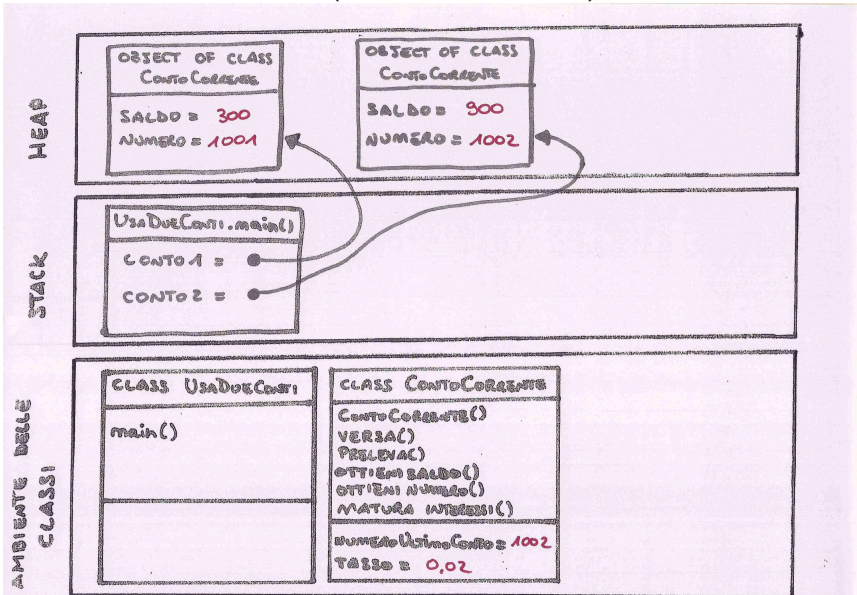 HEAP
OBJECT OF CLASS
ContoCorrente
SALDO = 300
NUMERO = 1001
OBJECT OF CLASS
ContoCorrente
SALDO = 900
NUMERO = 1002
STACK
UsaDueConti.main()
CONTO1 =
CONTO2 =
AMBIENTE DELLE
CLASSI
CLASS UsaDueConti
main()
CLASS ContoCorrente
ContoCorrente()
VERSA()
PRELEVA()
OTTIENI SALDO()
OTTIENI NUMERO()
MATURA INTERESSI()
NUMEROUltimoConto = 1002
TASSO = 0,02